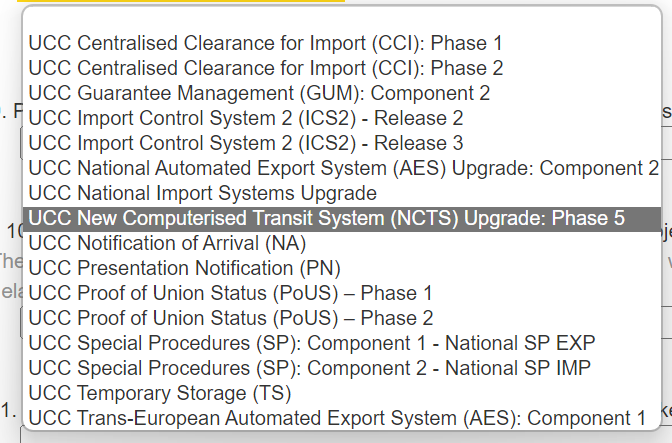 UCC Centralised Clearance for Import (CCI): Phase 1
UCC Centralised Clearance for Import (CCI): Phase 2
UCC Guarantee Management (GUM): Component 2
UCC Import Control System 2 (ICS2) - Release 2
UCC Import Control System 2 (ICS2) - Release 3
UCC National Automated Export System (AES) Upgrade: Component 2
UCC National Import Systems Upgrade
UCC New Computerised Transit System (NCTS) Upgrade: Phase 5
10
UCC Notification of Arrival (NA)
UCC Presentation Notification (PN)
UCC Proof of Union Status (PoUS) – Phase 1
UCC Proof of Union Status (PoUS) – Phase 2
UCC Special Procedures (SP): Component 1 - National SP EXP
UCC Special Procedures (SP): Component 2 - National SP IMP
UCC Temporary Storage (TS)
1.
UCC Trans-European Automated Export System (AES): Component 1